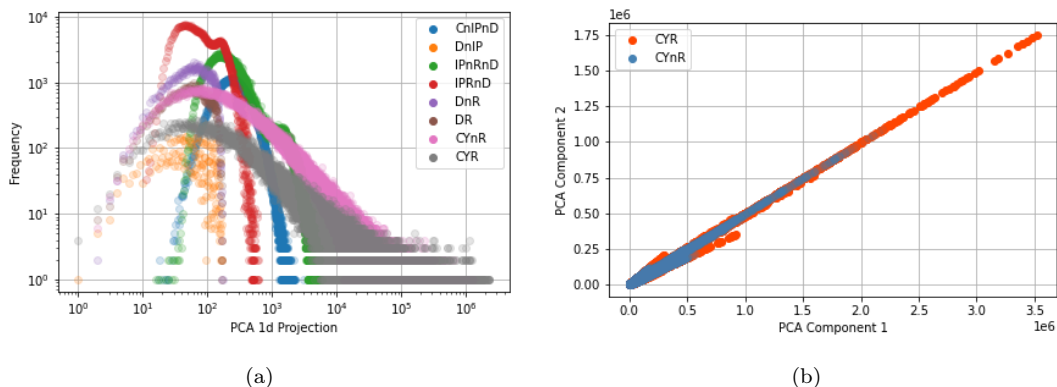 10⁴
10³
10²
10¹
10⁰
Frequency
CnIPnD
DnIP
IPnRnD
IPRnD
DnR
DR
CYnR
CYR
10⁰ 10¹ 10² 10³ 10⁴ 10⁵ 10⁶
PCA 1d Projection
(a)
1e6
1.75
1.50
1.25
1.00
0.75
0.50
0.25
0.00
PCA Component 2
CYR
CYnR
0.0 0.5 1.0 1.5 2.0 2.5 3.0 3.5
PCA Component 1
1e6
(b)